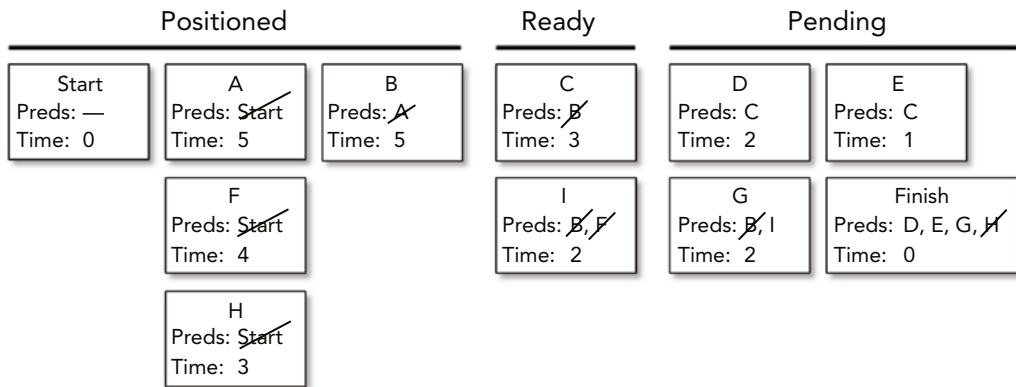 Positioned
Ready
Pending
Start
Preds: —
Time: 0
A
Preds: Start
Time: 5
B
Preds: A
Time: 5
C
Preds: B
Time: 3
D
Preds: C
Time: 2
E
Preds: C
Time: 1
F
Preds: Start
Time: 4
I
Preds: B, F
Time: 2
G
Preds: B, I
Time: 2
Finish
Preds: D, E, G, H
Time: 0
H
Preds: Start
Time: 3